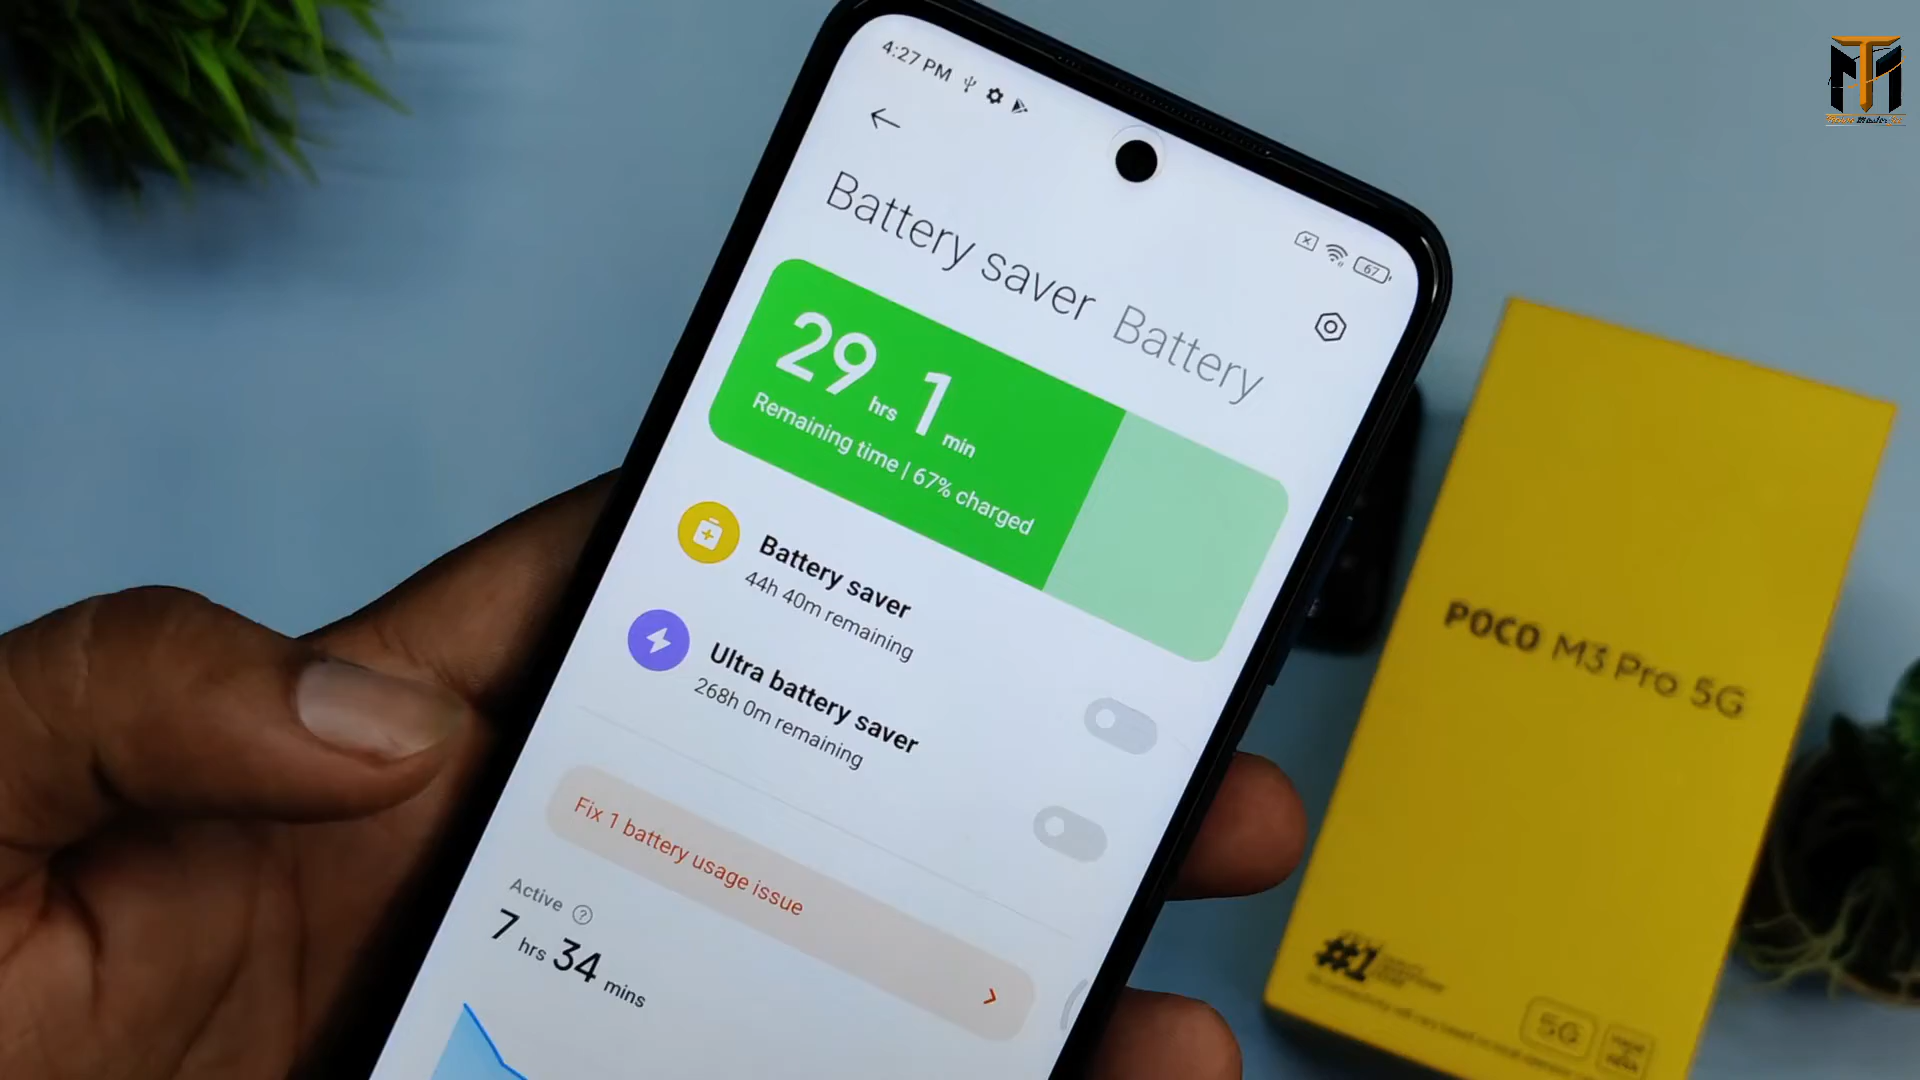 4:27 PM
67
Battery saver Battery
29 hrs 1 min
Remaining time | 67% charged
Battery saver
44h 40m remaining
Ultra battery saver
268h 0m remaining
Fix 1 battery usage issue
Active ?
7 hrs 34 mins
POCO M3 Pro 5G
#1
5G